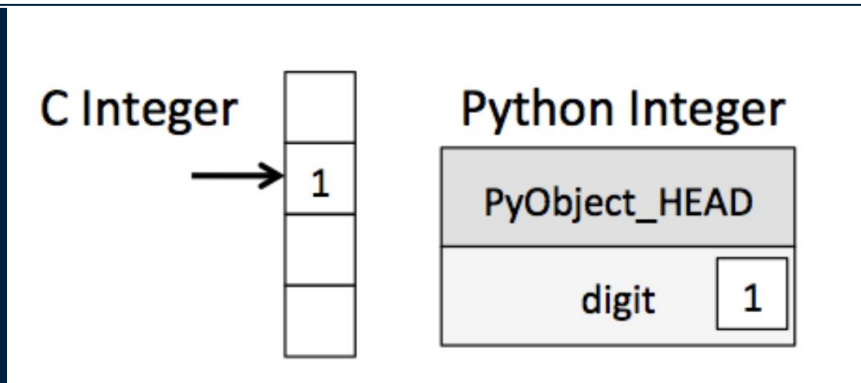 C Integer
1
Python Integer
PyObject_HEAD
digit 1